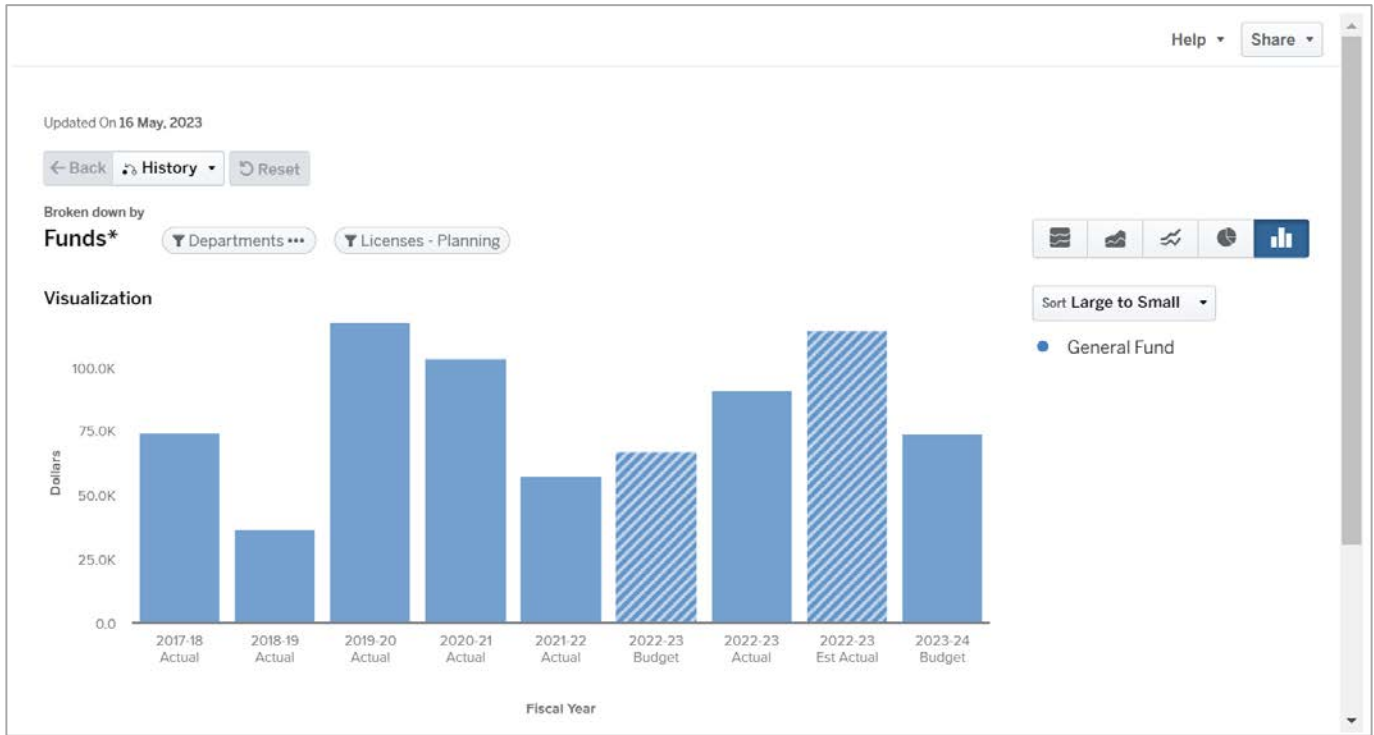 Help
Share
Updated On 16 May, 2023
Back
History
Reset
Broken down by
Funds*
Departments •••
Licenses - Planning
Visualization
Sort Large to Small
General Fund
100.0K
75.0K
50.0K
25.0K
0.0
Dollars
2017-18 Actual
2018-19 Actual
2019-20 Actual
2020-21 Actual
2021-22 Actual
2022-23 Budget
2022-23 Actual
2022-23 Est Actual
2023-24 Budget
Fiscal Year